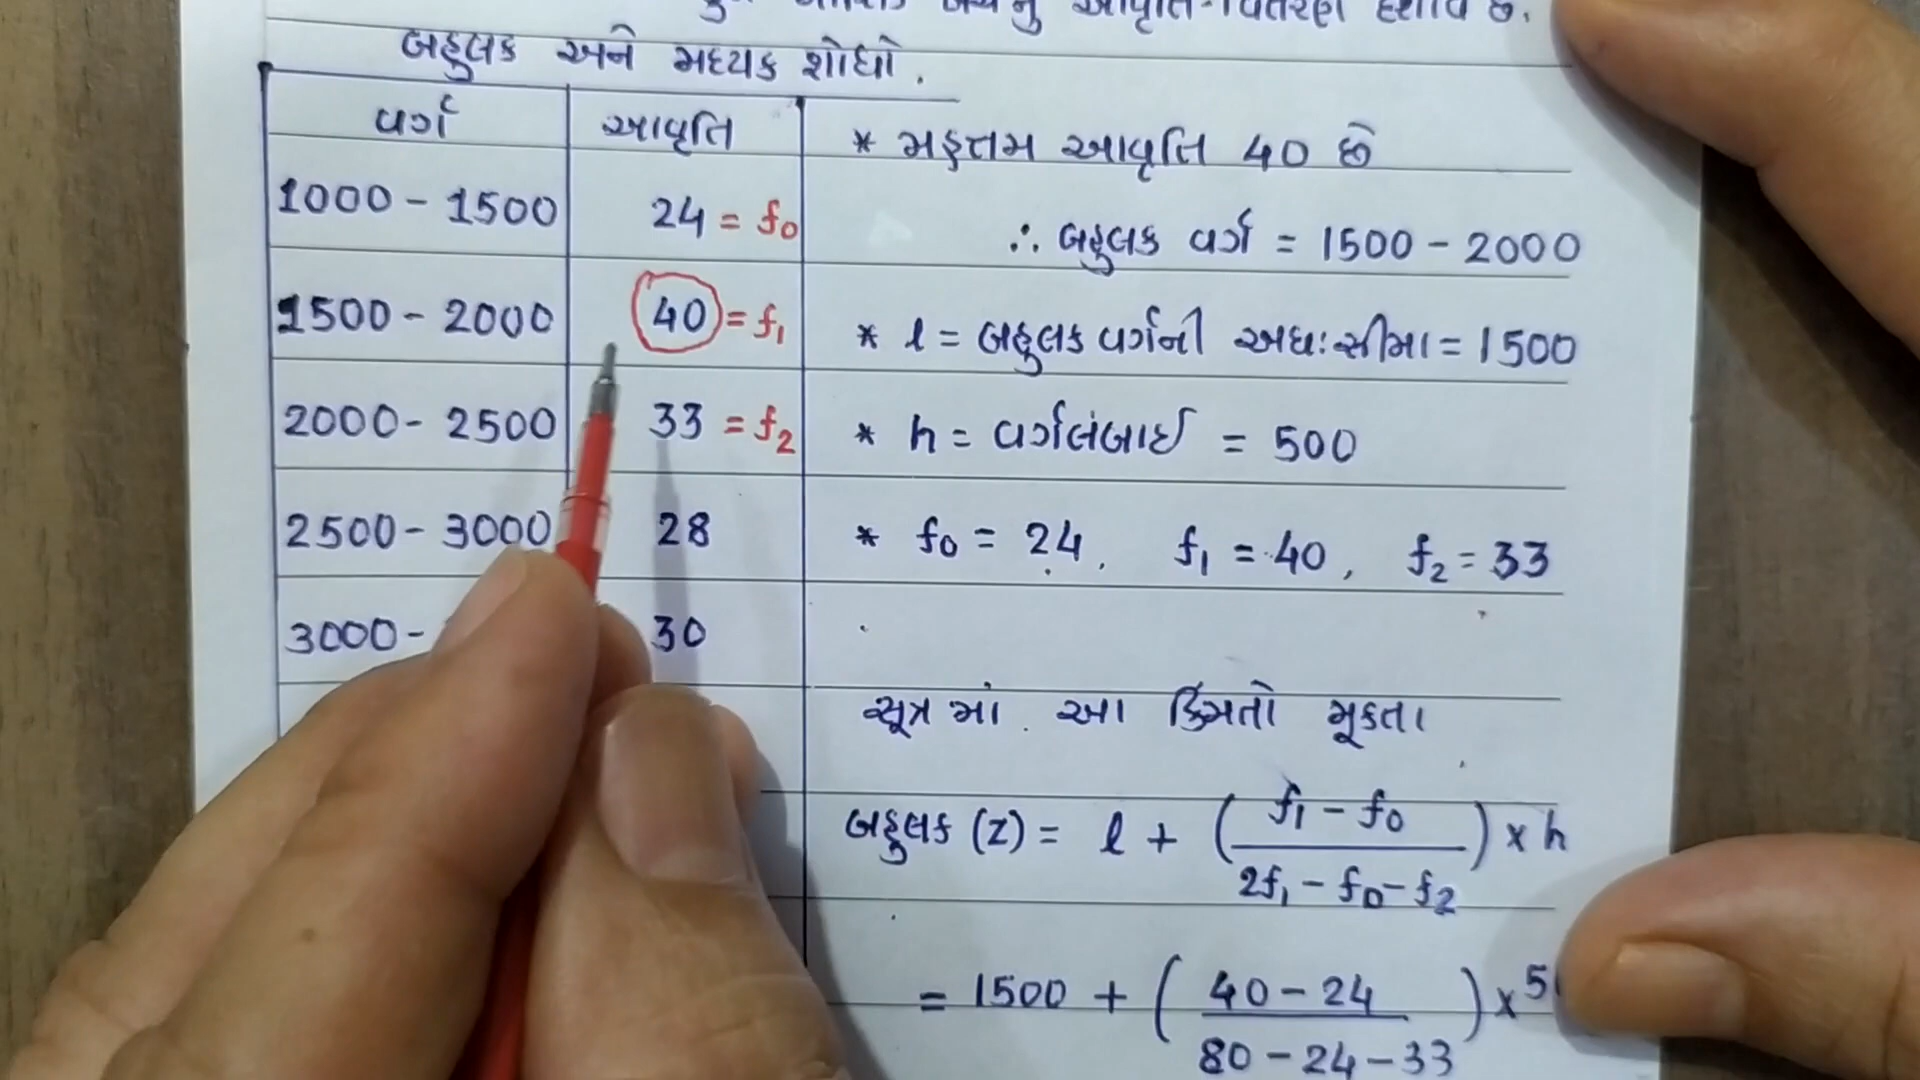 આવૃત્તિ-વિતરણ દર્શાવે છે.
બહુલક અને મધ્યક શોધો.
વર્ગ આવૃતિ
1000 - 1500 24 = f0
1500 - 2000 40 = f1
2000 - 2500 33 = f2
2500 - 3000 28
3000 - 30
* મહત્તમ આવૃત્તિ 40 છે
∴ બહુલક વર્ગ = 1500 - 2000
* l = બહુલક વર્ગની અધઃસીમા = 1500
* h = વર્ગલંબાઈ = 500
* f0 = 24, f1 = 40, f2 = 33
સૂત્ર માં આ કિંમતો મૂકતા
બહુલક (Z) = l + ( f1 - f0 / 2f1 - f0 - f2 ) × h
= 1500 + ( 40 - 24 / 80 - 24 - 33 ) ×